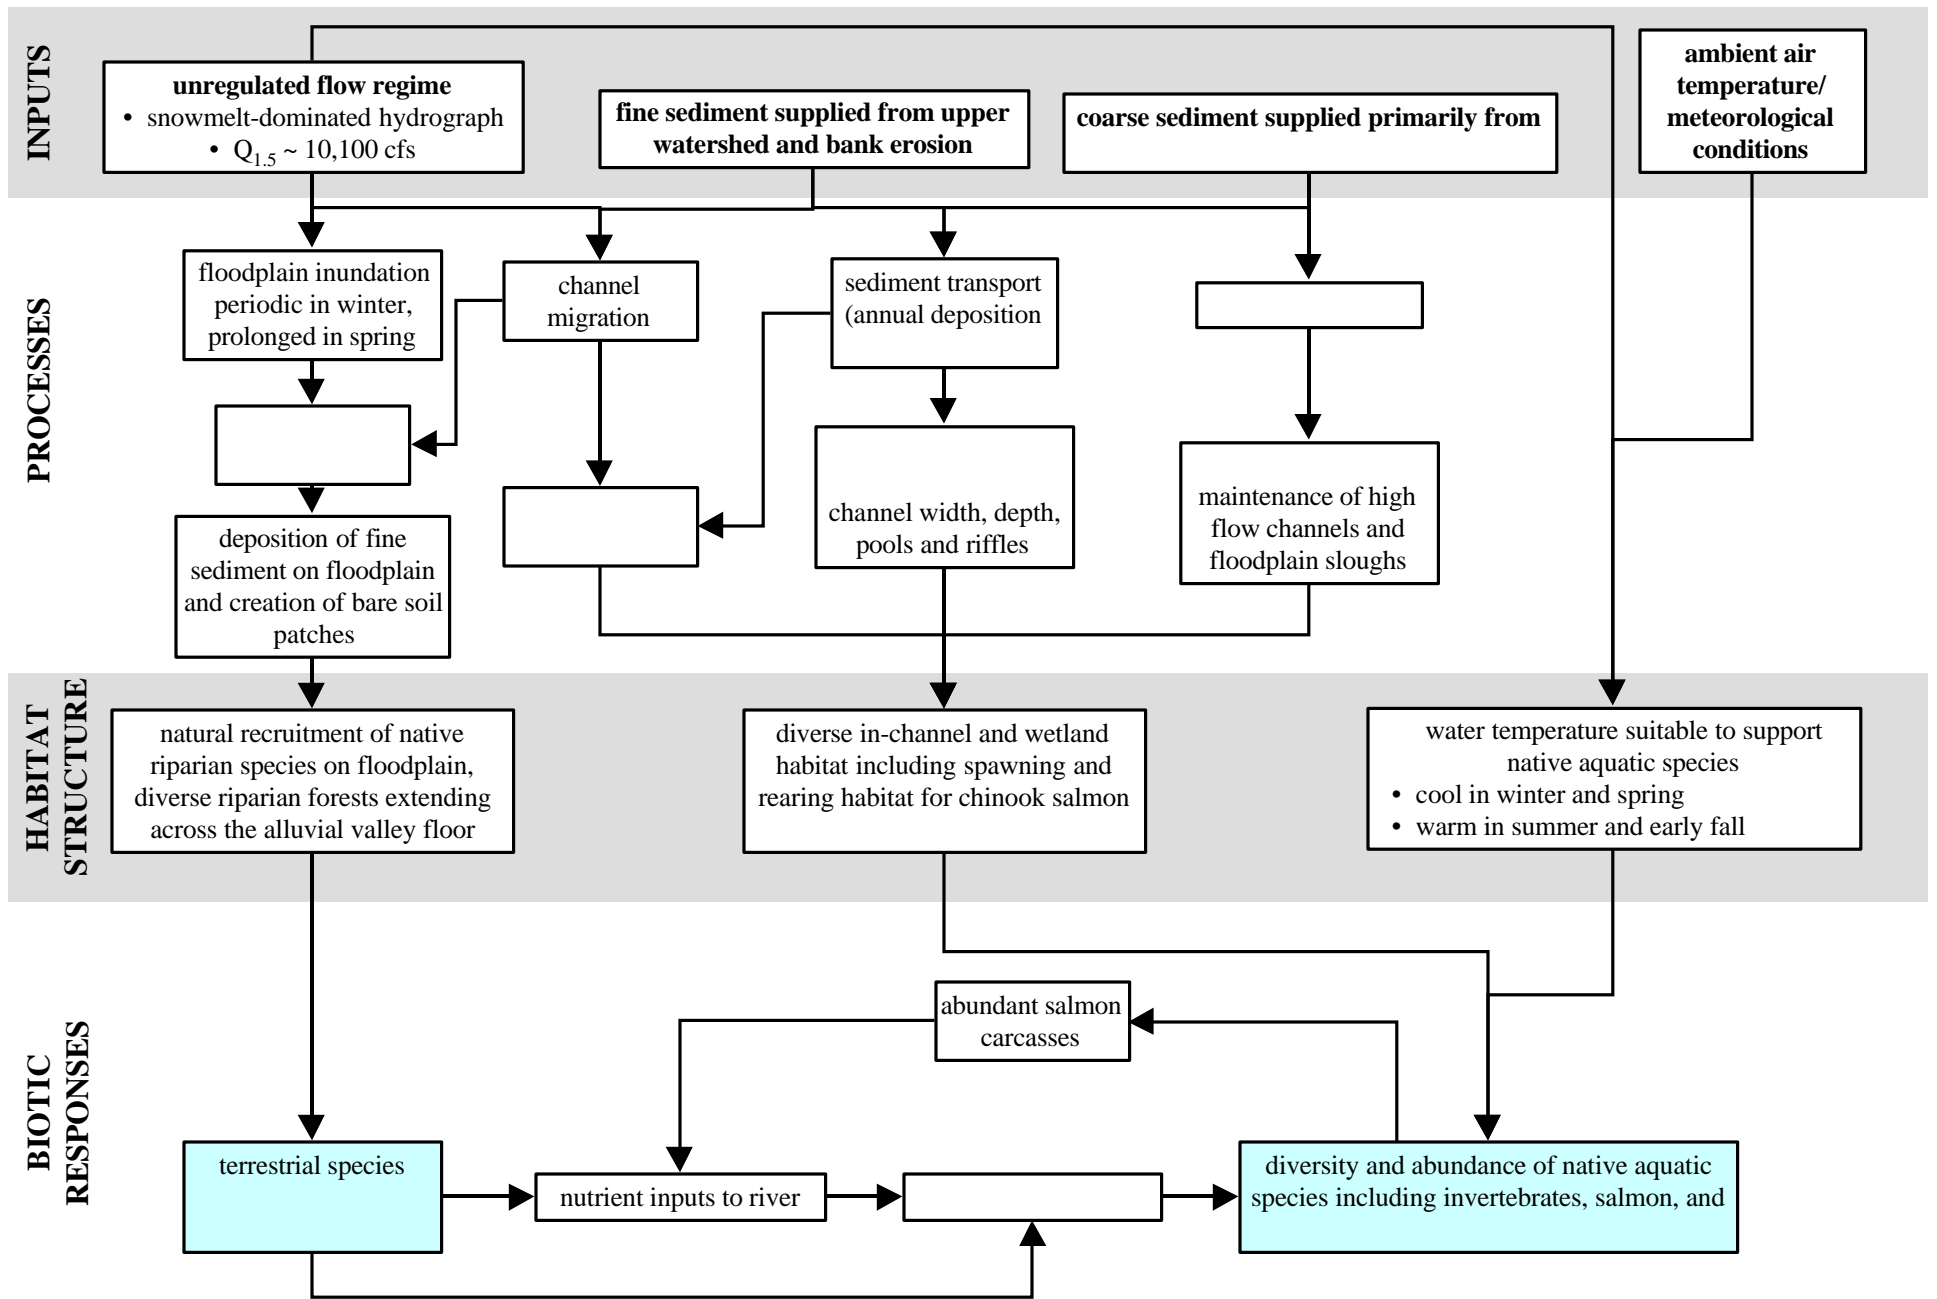 INPUTS
unregulated flow regime
• snowmelt-dominated hydrograph
• Q1.5 ~ 10,100 cfs
fine sediment supplied from upper
watershed and bank erosion
coarse sediment supplied primarily from
ambient air
temperature/
meteorological
conditions
PROCESSES
floodplain inundation
periodic in winter,
prolonged in spring
channel
migration
sediment transport
(annual deposition
deposition of fine
sediment on floodplain
and creation of bare soil
patches
channel width, depth,
pools and riffles
maintenance of high
flow channels and
floodplain sloughs
HABITAT
STRUCTURE
natural recruitment of native
riparian species on floodplain,
diverse riparian forests extending
across the alluvial valley floor
diverse in-channel and wetland
habitat including spawning and
rearing habitat for chinook salmon
water temperature suitable to support
native aquatic species
• cool in winter and spring
• warm in summer and early fall
BIOTIC
RESPONSES
abundant salmon
carcasses
terrestrial species
nutrient inputs to river
diversity and abundance of native aquatic
species including invertebrates, salmon, and